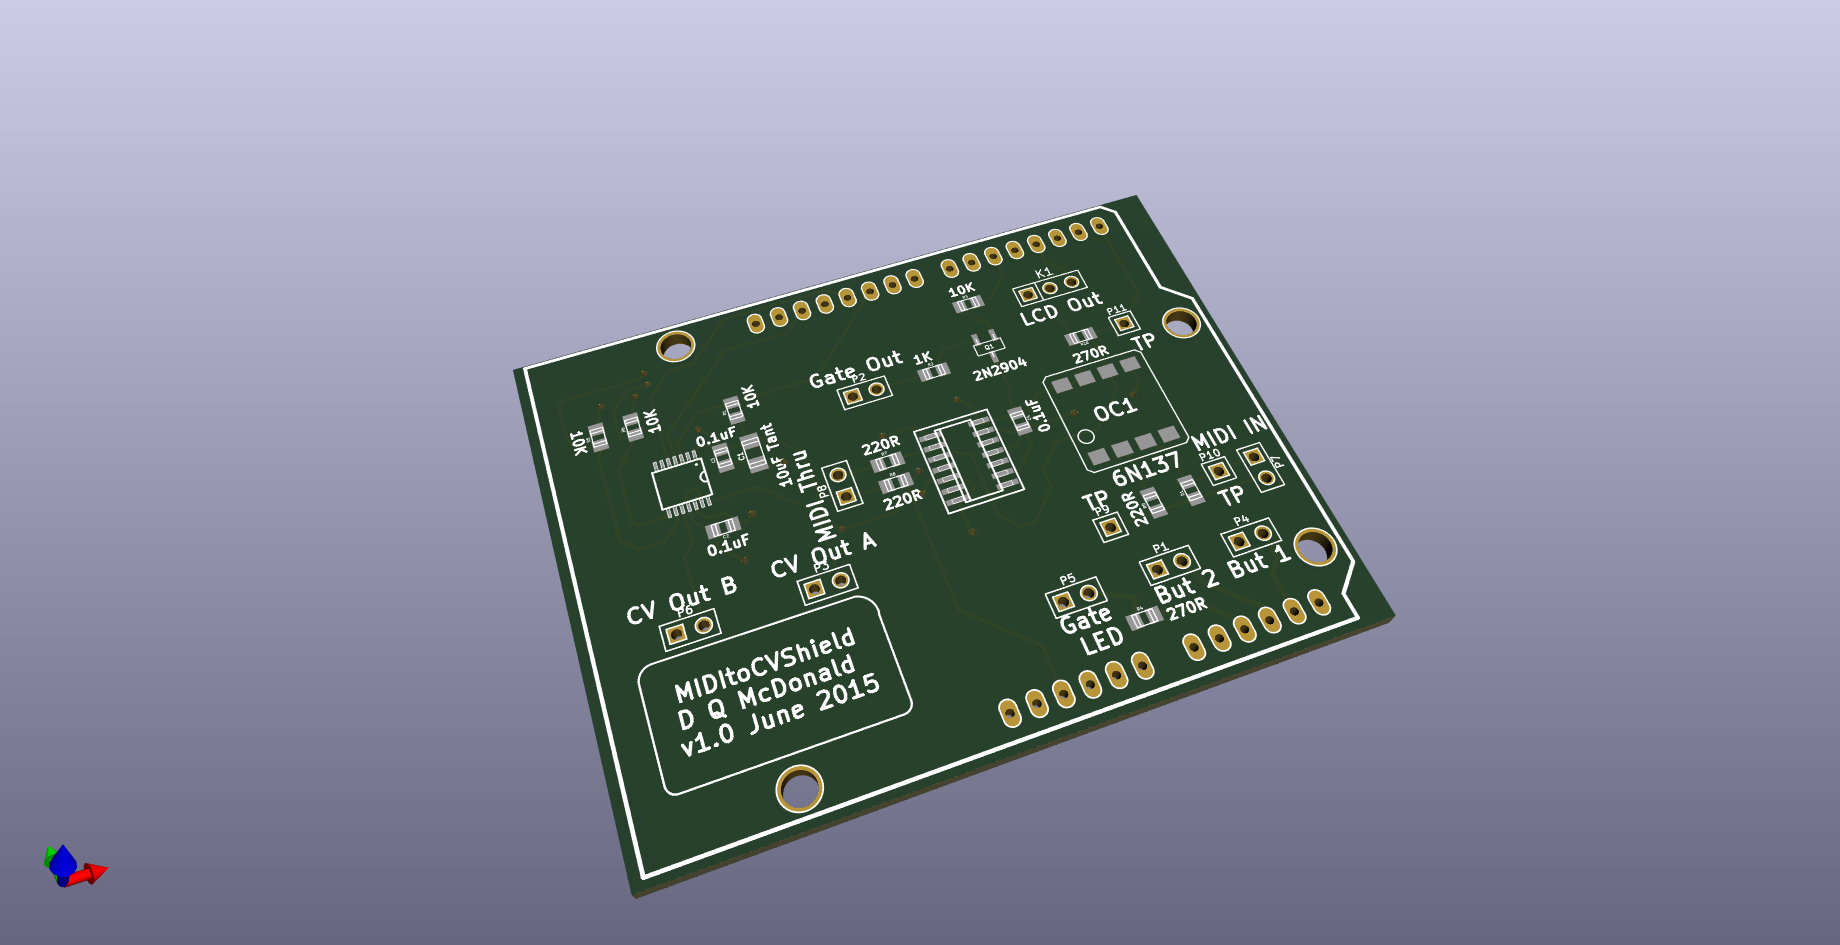 K1
10K
LCD Out
P11
TP
Q1
270R
2N2904
Gate Out
P2
1K
10K
10K
10K
0.1uF
C1
10uF Tant
0.1uF
OC1
MIDI Thru
P8
220R
220R
MIDI IN
P10
P7
6N137
TP
TP
P9
220R
0.1uF
P4
But 1
P1
But 2
CV Out A
P3
P5
Gate
LED
270R
CV Out B
P6
MIDItoCVShield
D Q McDonald
v1.0 June 2015